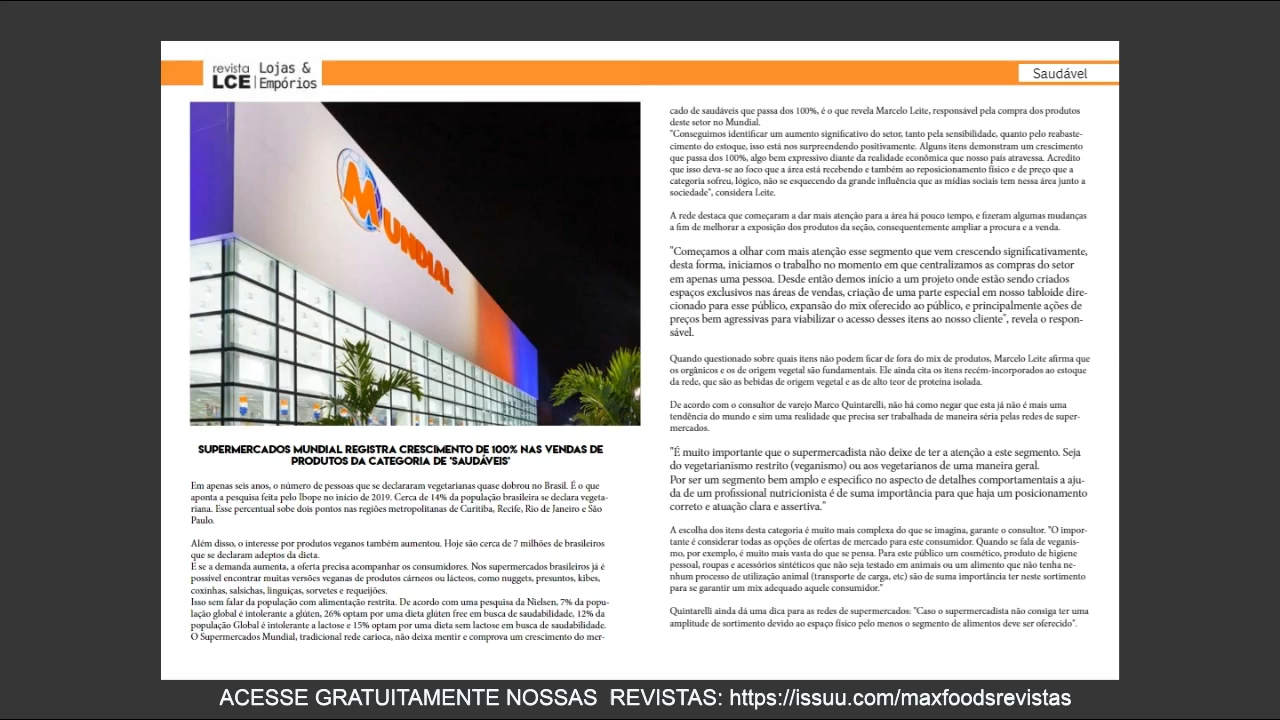 revista
LCE
Lojas &
Empórios
Saudável
MUNDIAL
SUPERMERCADOS MUNDIAL REGISTRA CRESCIMENTO DE 100% NAS VENDAS DE
PRODUTOS DA CATEGORIA DE 'SAUDÁVEIS'
Em apenas seis anos, o número de pessoas que se declararam vegetarianas quase dobrou no Brasil. É o que
aponta a pesquisa feita pelo Ibope no início de 2019. Cerca de 14% da população brasileira se declara vegeta-
riana. Esse percentual sobe dois pontos nas regiões metropolitanas de Curitiba, Recife, Rio de Janeiro e São
Paulo.
Além disso, o interesse por produtos veganos também aumentou. Hoje são cerca de 7 milhões de brasileiros
que se declaram adeptos da dieta.
E se a demanda aumenta, a oferta precisa acompanhar os consumidores. Nos supermercados brasileiros já é
possível encontrar muitas versões veganas de produtos cárneos ou lácteos, como nuggets, presuntos, kibes,
coxinhas, salsichas, linguiças, sorvetes e requeijões.
Isso sem falar da população com alimentação restrita. De acordo com uma pesquisa da Nielsen, 7% da popu-
lação global é intolerante a glúten, 26% optam por uma dieta glúten free em busca de saudabilidade, 12% da
população Global é intolerante a lactose e 15% optam por uma dieta sem lactose em busca de saudabilidade.
O Supermercados Mundial, tradicional rede carioca, não deixa mentir e comprova um crescimento do mer-
cado de saudáveis que passa dos 100%, é o que revela Marcelo Leite, responsável pela compra dos produtos
deste setor no Mundial.
"Conseguimos identificar um aumento significativo do setor, tanto pela sensibilidade, quanto pelo reabaste-
cimento do estoque, isso está nos surpreendendo positivamente. Alguns itens demonstram um crescimento
que passa dos 100%, algo bem expressivo diante da realidade econômica que nosso país atravessa. Acredito
que isso deva-se ao foco que a área está recebendo e também ao reposicionamento físico e de preço que a
categoria sofreu, lógico, não se esquecendo da grande influência que as mídias sociais tem nessa área junto a
sociedade", considera Leite.
A rede destaca que começaram a dar mais atenção para a área há pouco tempo, e fizeram algumas mudanças
a fim de melhorar a exposição dos produtos da seção, consequentemente ampliar a procura e a venda.
"Começamos a olhar com mais atenção esse segmento que vem crescendo significativamente,
desta forma, iniciamos o trabalho no momento em que centralizamos as compras do setor
em apenas uma pessoa. Desde então demos início a um projeto onde estão sendo criados
espaços exclusivos nas áreas de vendas, criação de uma parte especial em nosso tabloide dire-
cionado para esse público, expansão do mix oferecido ao público, e principalmente ações de
preços bem agressivas para viabilizar o acesso desses itens ao nosso cliente", revela o respon-
sável.
Quando questionado sobre quais itens não podem ficar de fora do mix de produtos, Marcelo Leite afirma que
os orgânicos e os de origem vegetal são fundamentais. Ele ainda cita os itens recém-incorporados ao estoque
da rede, que são as bebidas de origem vegetal e as de alto teor de proteína isolada.
De acordo com o consultor de varejo Marco Quintarelli, não há como negar que esta já não é mais uma
tendência do mundo e sim uma realidade que precisa ser trabalhada de maneira séria pelas redes de super-
mercados.
"É muito importante que o supermercadista não deixe de ter a atenção a este segmento. Seja
do vegetarianismo restrito (veganismo) ou aos vegetarianos de uma maneira geral.
Por ser um segmento bem amplo e especifico no aspecto de detalhes comportamentais a aju-
da de um profissional nutricionista é de suma importância para que haja um posicionamento
correto e atuação clara e assertiva."
A escolha dos itens desta categoria é muito mais complexa do que se imagina, garante o consultor. "O impor-
tante é considerar todas as opções de ofertas de mercado para este consumidor. Quando se fala de veganis-
mo, por exemplo, é muito mais vasta do que se pensa. Para este público um cosmético, produto de higiene
pessoal, roupas e acessórios sintéticos que não seja testado em animais ou um alimento que não tenha ne-
nhum processo de utilização animal (transporte de carga, etc) são de suma importância ter neste sortimento
para se garantir um mix adequado aquele consumidor."
Quintarelli ainda dá uma dica para as redes de supermercados: "Caso o supermercadista não consiga ter uma
amplitude de sortimento devido ao espaço físico pelo menos o segmento de alimentos deve ser oferecido".
ACESSE GRATUITAMENTE NOSSAS REVISTAS: https://issuu.com/maxfoodsrevistas